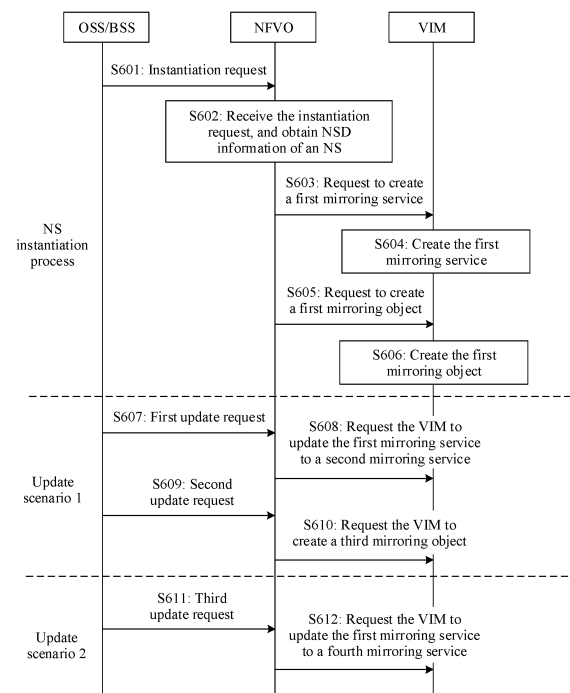 OSS/BSS
NFVO
VIM
S601: Instantiation request
S602: Receive the instantiation
request, and obtain NSD
information of an NS
S603: Request to create
a first mirroring service
NS
instantiation
process
S604: Create the first
mirroring service
S605: Request to create
a first mirroring object
S606: Create the first
mirroring object
S607: First update request
S608: Request the VIM to
update the first mirroring service
to a second mirroring service
Update
scenario 1
S609: Second
update request
S610: Request the VIM to
create a third mirroring object
S611: Third
update request
Update
scenario 2
S612: Request the VIM to
update the first mirroring service
to a fourth mirroring service